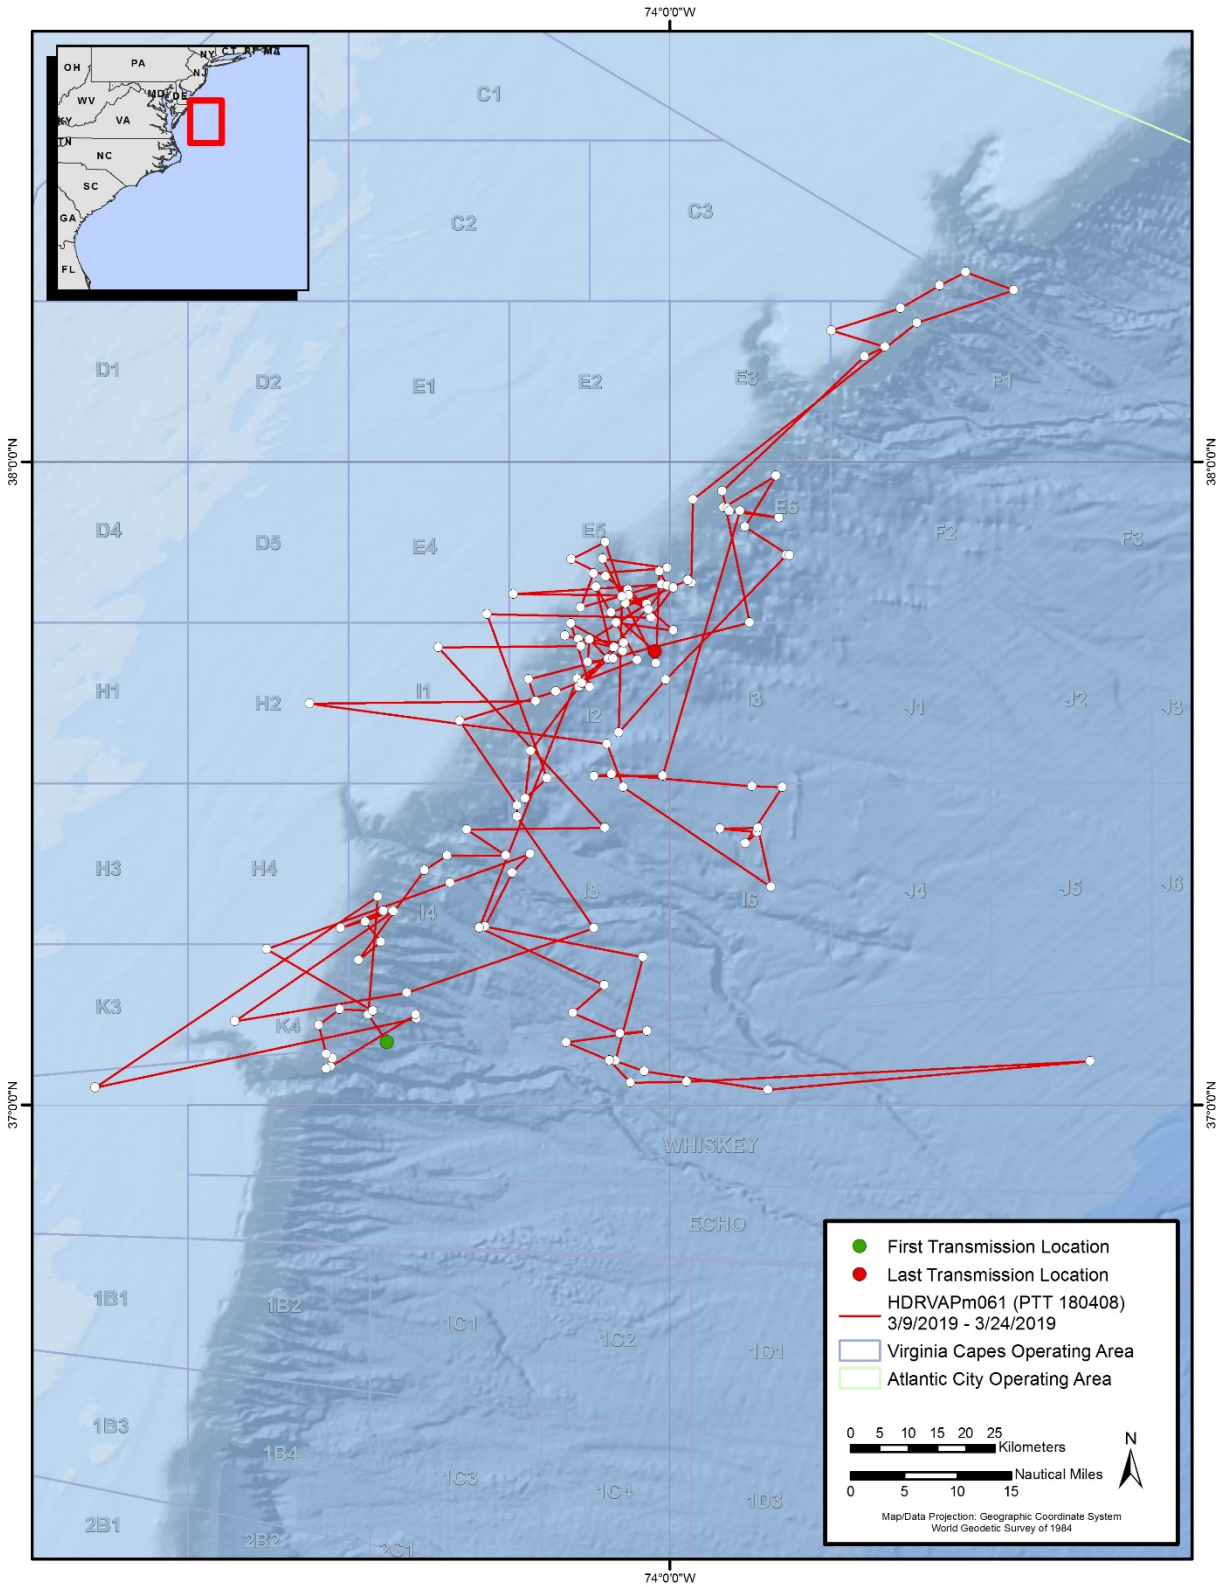 74°0'0"W
OH
PA
NY
CT
RI
MA
NJ
WV
MD
DE
KY
VA
TN
NC
SC
GA
FL
C1
C2
C3
D1
D2
E1
E2
E3
F1
38°0'0"N
38°0'0"N
D4
D5
E4
E5
E6
F2
F3
H1
H2
I1
I2
I3
J1
J2
J3
H3
H4
I4
I5
I6
J4
J5
J6
K3
K4
37°0'0"N
37°0'0"N
WHISKEY
ECHO
1B1
1B2
1C1
1C2
1D1
1B3
1B4
1C3
1C4
1D3
2B1
2B2
2C1
First Transmission Location
Last Transmission Location
HDRVAPm061 (PTT 180408)
3/9/2019 - 3/24/2019
Virginia Capes Operating Area
Atlantic City Operating Area
0 5 10 15 20 25
Kilometers
Nautical Miles
0 5 10 15
N
Map/Data Projection: Geographic Coordinate System
World Geodetic Survey of 1984
74°0'0"W